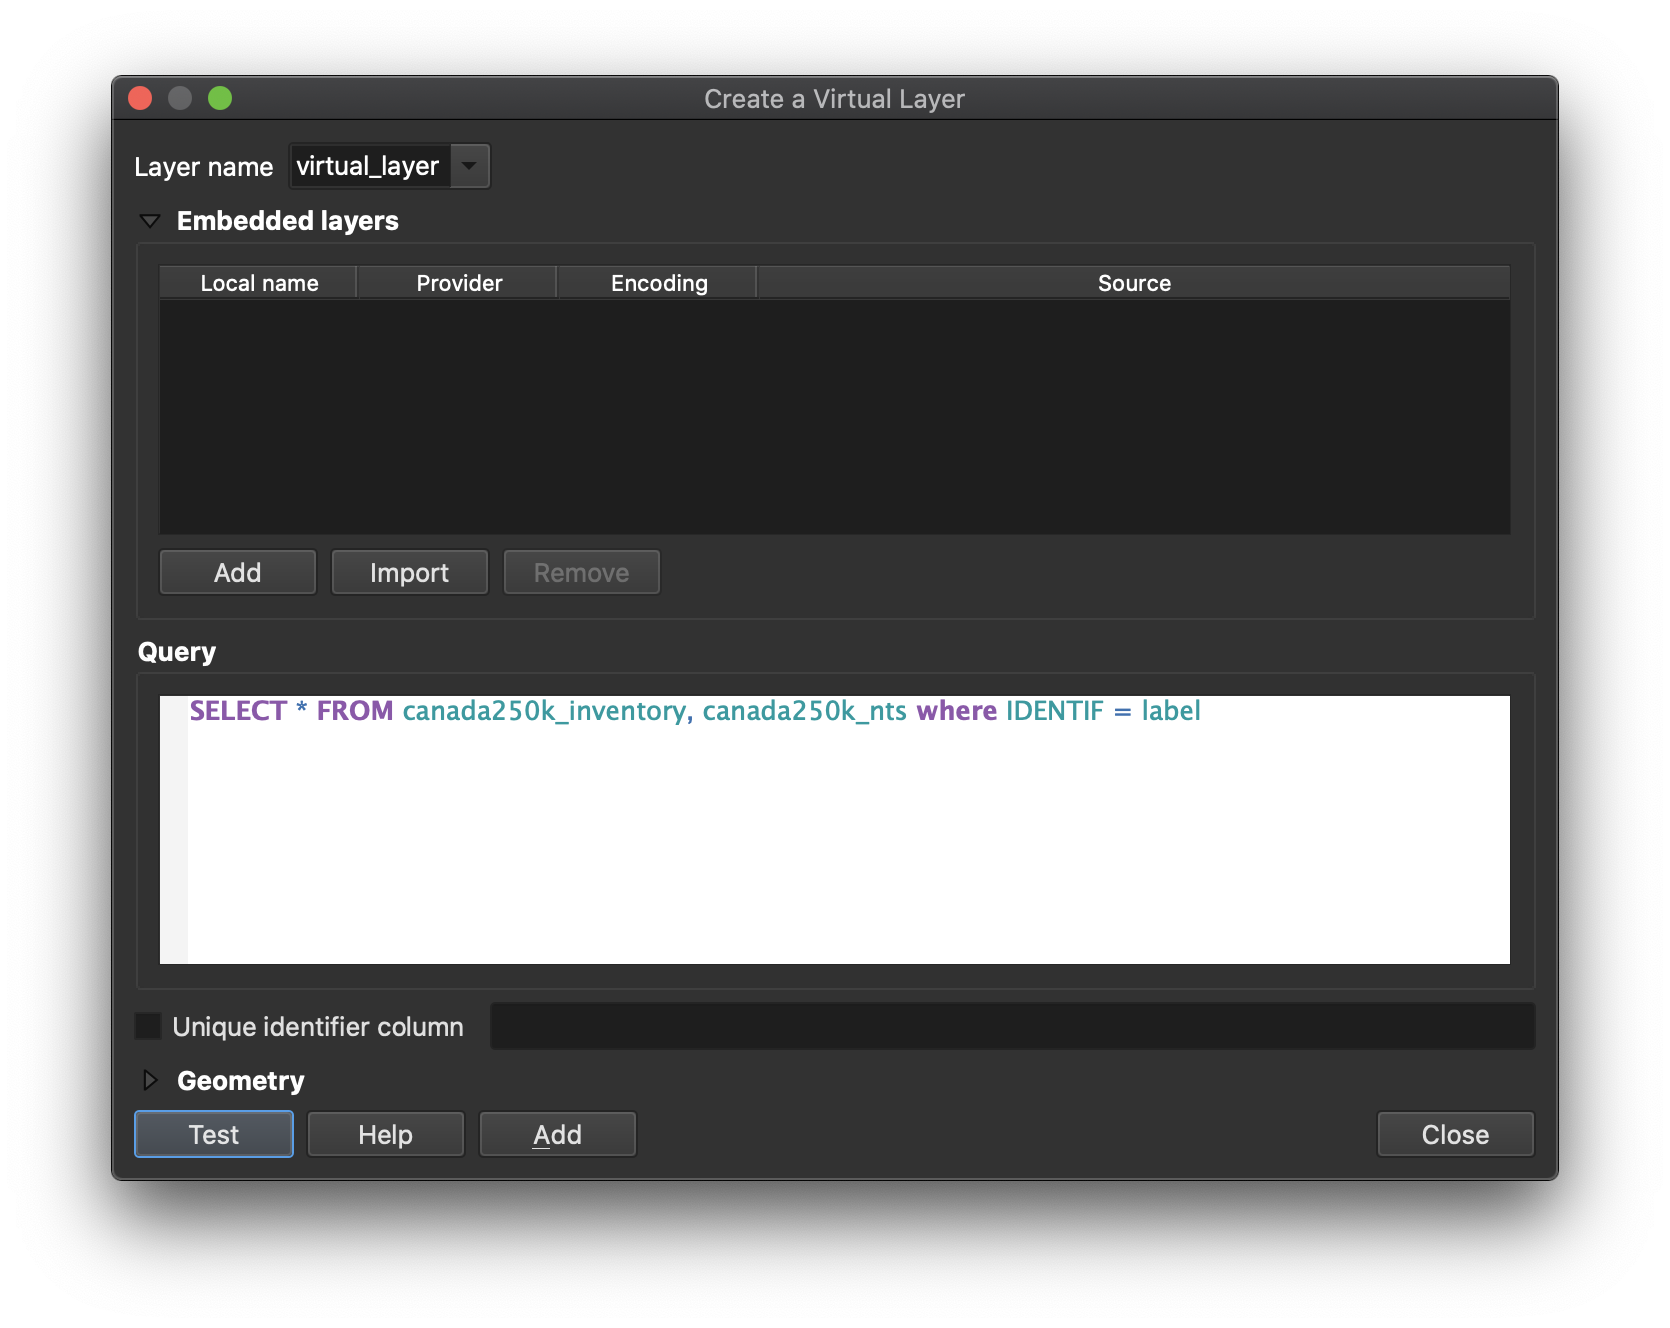 Create a Virtual Layer
Layer name virtual_layer
Embedded layers
Local name Provider Encoding Source
Add Import Remove
Query
SELECT * FROM canada250k_inventory, canada250k_nts where IDENTIF = label
Unique identifier column
Geometry
Test Help Add Close